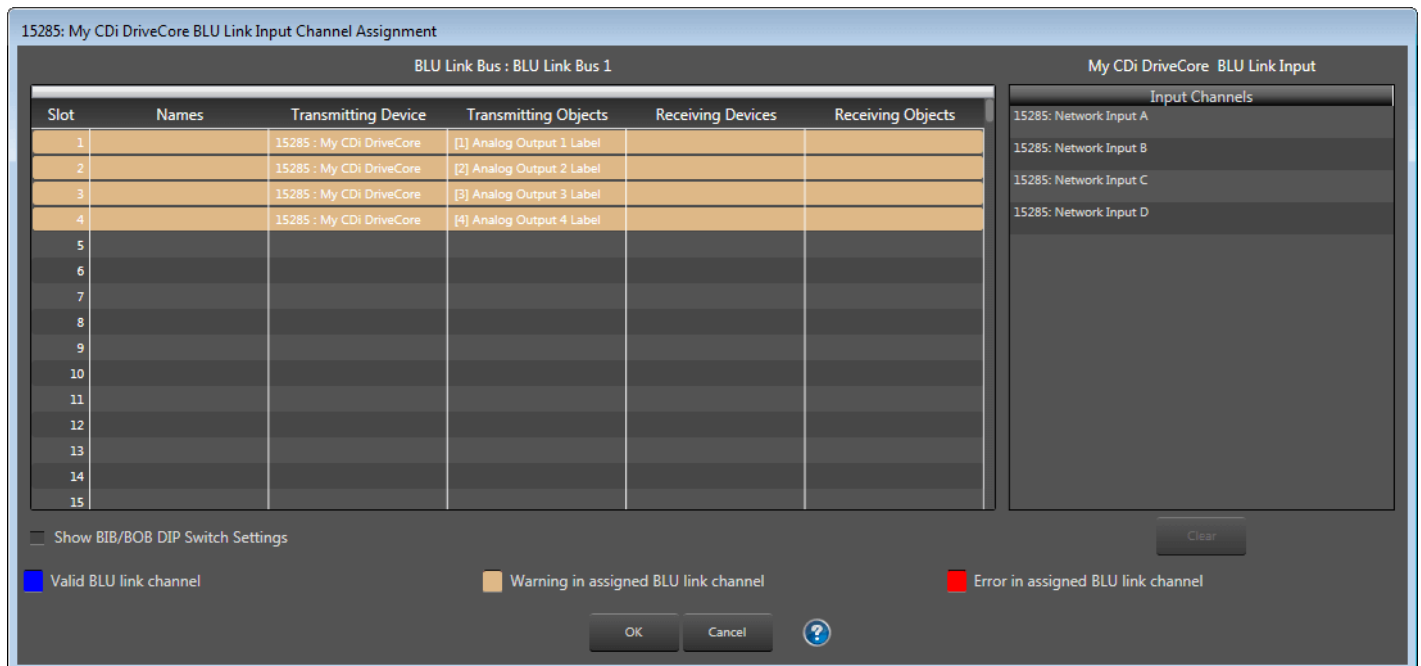 15285: My CDi DriveCore BLU Link Input Channel Assignment
BLU Link Bus : BLU Link Bus 1
My CDi DriveCore  BLU Link Input
Slot Names Transmitting Device Transmitting Objects Receiving Devices Receiving Objects
1 15285 : My CDi DriveCore [1] Analog Output 1 Label
2 15285 : My CDi DriveCore [2] Analog Output 2 Label
3 15285 : My CDi DriveCore [3] Analog Output 3 Label
4 15285 : My CDi DriveCore [4] Analog Output 4 Label
5
6
7
8
9
10
11
12
13
14
15
Input Channels
15285: Network Input A
15285: Network Input B
15285: Network Input C
15285: Network Input D
Show BIB/BOB DIP Switch Settings
Clear
Valid BLU link channel
Warning in assigned BLU link channel
Error in assigned BLU link channel
OK Cancel ?